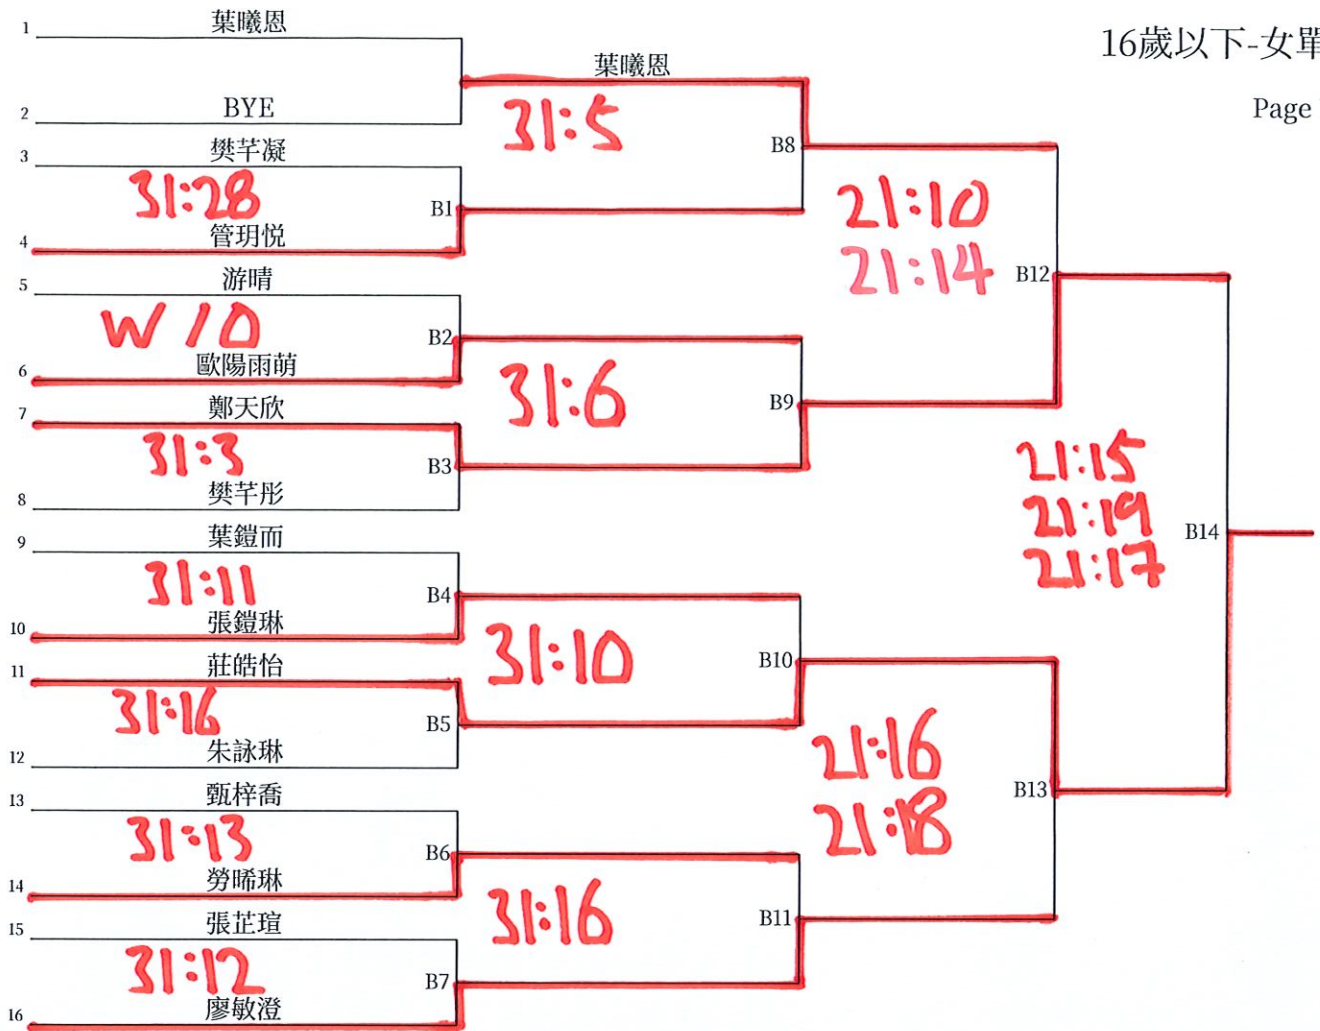 16歲以下-女單
Page
1 葉曦恩
葉曦恩
2 BYE
31:5
B8
3 樊芊凝
31:28
B1
4 管玥悦
21:10
21:14
B12
5 游晴
W/O
B2
6 歐陽雨萌
31:6
B9
7 鄭天欣
31:3
B3
8 樊芊彤
21:15
21:19
21:17
B14
9 葉鎧而
31:11
B4
10 張鎧琳
31:10
B10
11 莊皓怡
31:16
B5
12 朱詠琳
21:16
21:18
B13
13 甄梓喬
31:13
B6
14 勞晞琳
31:16
B11
15 張芷瑄
31:12
B7
16 廖敏澄